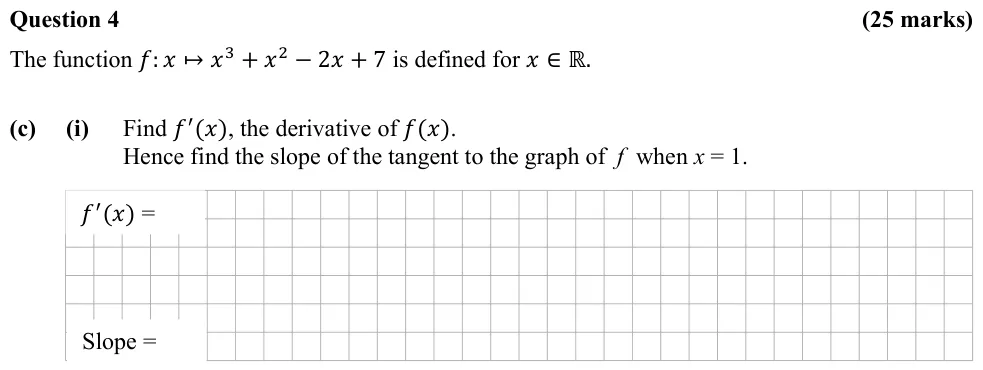 Question 4 (25 marks)
The function f: x ↦ x³ + x² − 2x + 7 is defined for x ∈ ℝ.
(c) (i) Find f′(x), the derivative of f(x).
Hence find the slope of the tangent to the graph of f when x = 1.
f′(x) =
Slope =